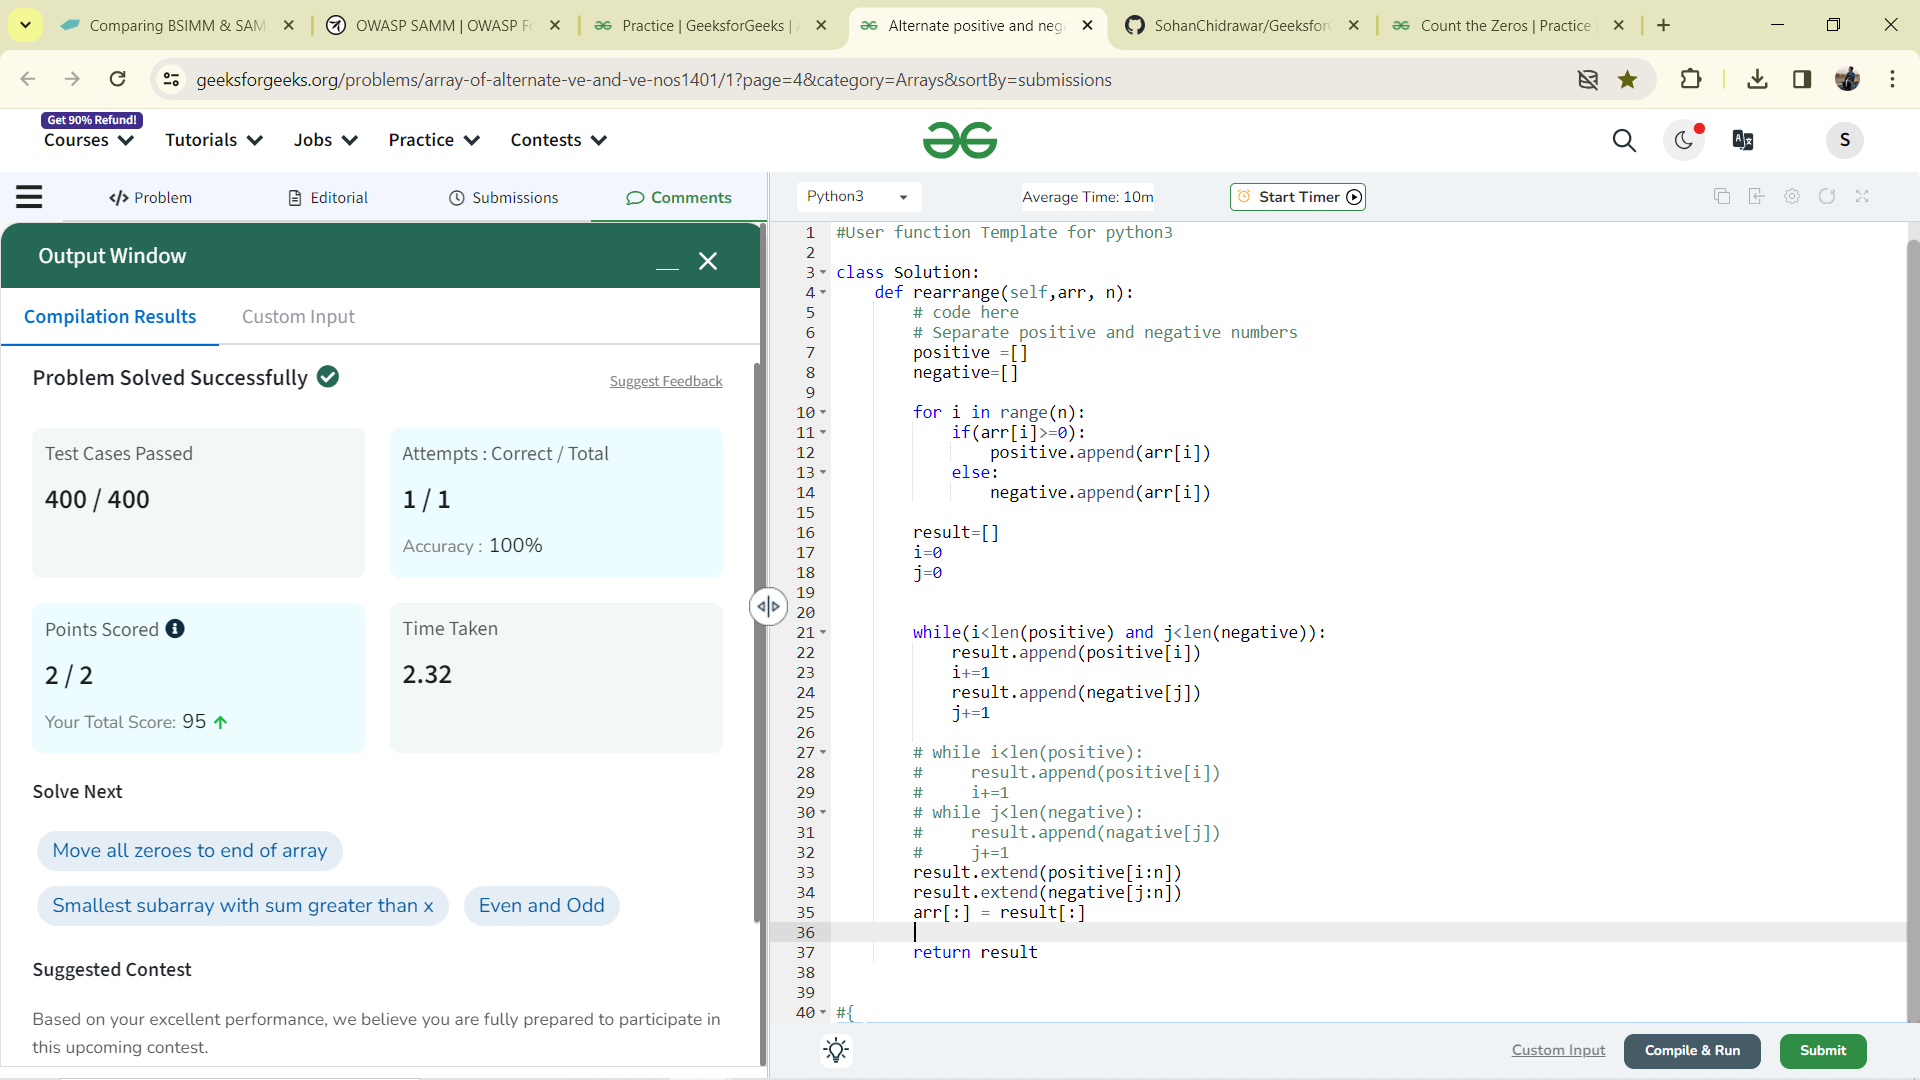 Comparing BSIMM & SAM
OWASP SAMM | OWASP Fo
Practice | GeeksforGeeks | A
Alternate positive and nega
SohanChidrawar/GeeksforG
Count the Zeros | Practice
geeksforgeeks.org/problems/array-of-alternate-ve-and-ve-nos1401/1?page=4&category=Arrays&sortBy=submissions
Get 90% Refund!
Courses
Tutorials
Jobs
Practice
Contests
S
Problem
Editorial
Submissions
Comments
Python3
Average Time: 10m
Start Timer
Output Window
Compilation Results
Custom Input
Problem Solved Successfully
Suggest Feedback
Test Cases Passed
400 / 400
Attempts : Correct / Total
1 / 1
Accuracy : 100%
Points Scored
2 / 2
Your Total Score: 95
Time Taken
2.32
Solve Next
Move all zeroes to end of array
Smallest subarray with sum greater than x
Even and Odd
Suggested Contest
Based on your excellent performance, we believe you are fully prepared to participate in
this upcoming contest.
1 #User function Template for python3
2
3 class Solution:
4     def rearrange(self,arr, n):
5         # code here
6         # Separate positive and negative numbers
7         positive =[]
8         negative=[]
9
10         for i in range(n):
11             if(arr[i]>=0):
12                 positive.append(arr[i])
13             else:
14                 negative.append(arr[i])
15
16         result=[]
17         i=0
18         j=0
19
20
21         while(i<len(positive) and j<len(negative)):
22             result.append(positive[i])
23             i+=1
24             result.append(negative[j])
25             j+=1
26
27         # while i<len(positive):
28         #     result.append(positive[i])
29         #     i+=1
30         # while j<len(negative):
31         #     result.append(nagative[j])
32         #     j+=1
33         result.extend(positive[i:n])
34         result.extend(negative[j:n])
35         arr[:] = result[:]
36
37         return result
38
39
40 #{
Custom Input
Compile & Run
Submit